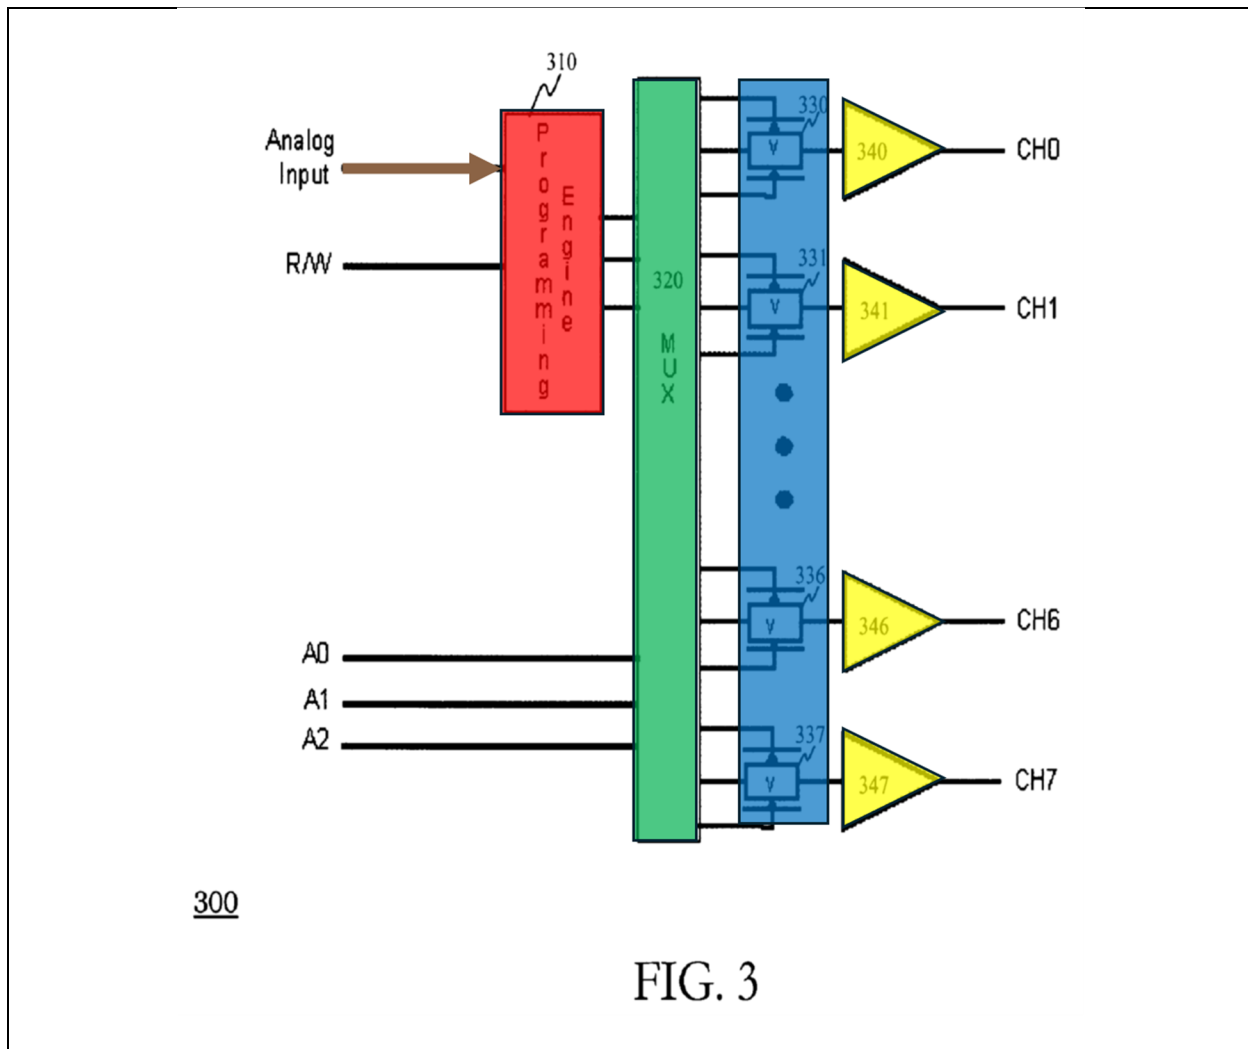 310
Analog
Input
R/W
Programming
Engine
320
MUX
330
V
340
CH0
331
V
341
CH1
336
V
346
CH6
A0
A1
A2
337
V
347
CH7
300
FIG. 3